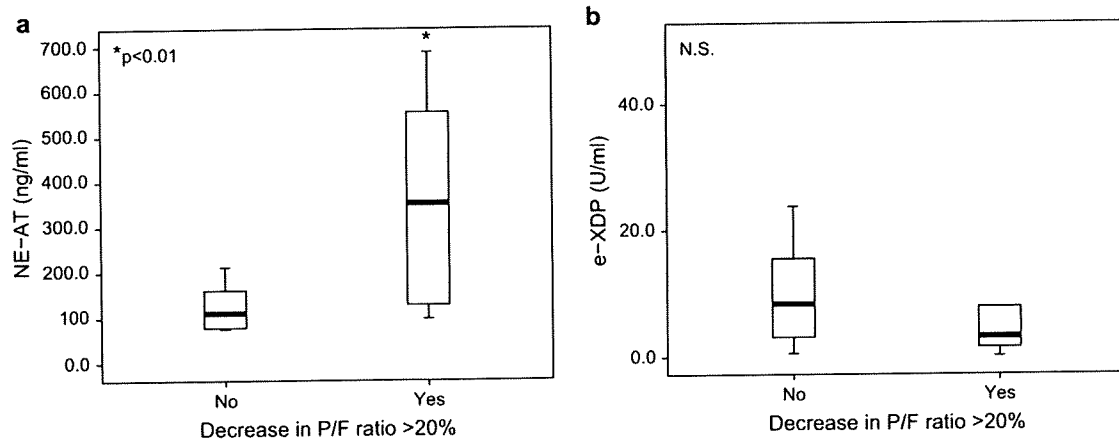 a
*p<0.01
*
NE-AT (ng/ml)
700.0
600.0
500.0
400.0
300.0
200.0
100
0.0
No
Yes
Decrease in P/F ratio >20%
b
N.S.
e-XDP (U/ml)
40.0
20.0
0.0
No
Yes
Decrease in P/F ratio >20%